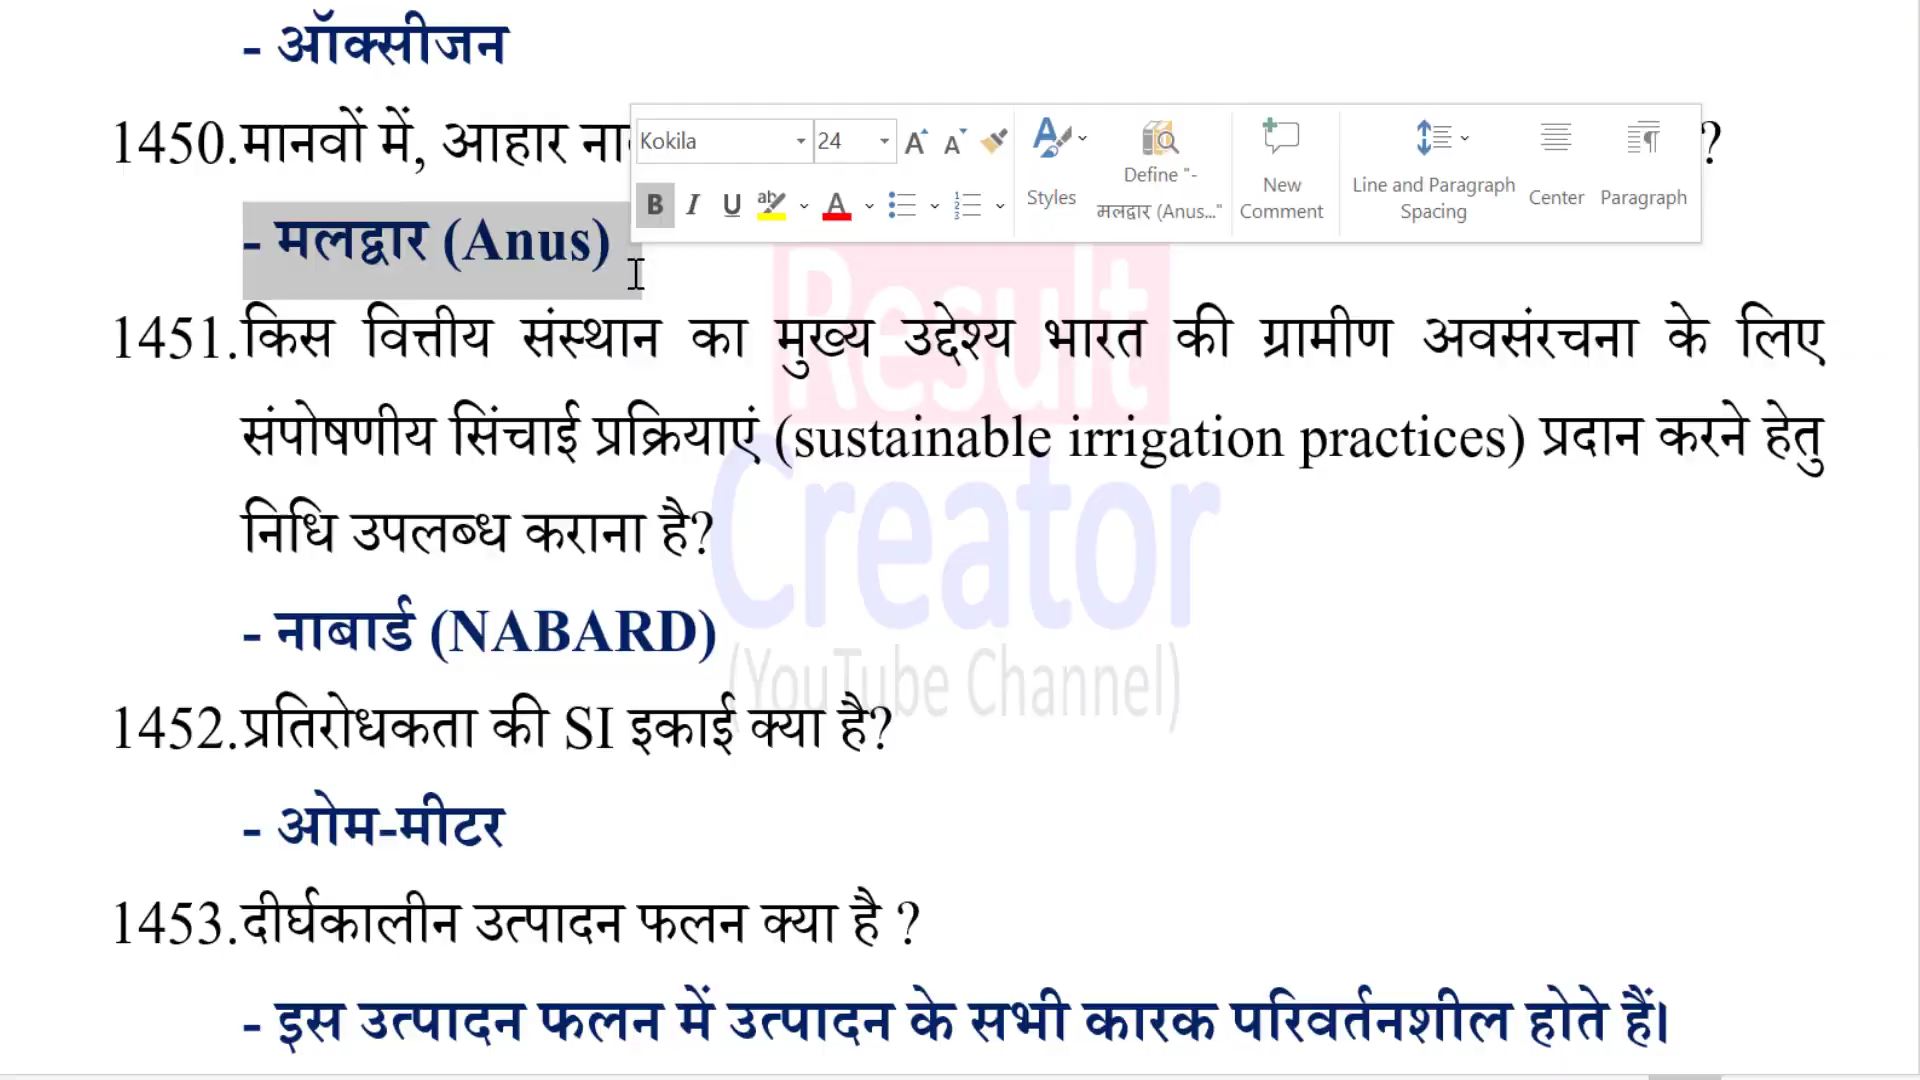 - ऑक्सीजन
1450. मानवों में, आहार ?
- मलद्वार (Anus)
Kokila 24 Styles Define "- मलद्वार (Anus..." New Comment Line and Paragraph Spacing Center Paragraph
B I U
1451. किस वित्तीय संस्थान का मुख्य उद्देश्य भारत की ग्रामीण अवसंरचना के लिए
संपोषणीय सिंचाई प्रक्रियाएं (sustainable irrigation practices) प्रदान करने हेतु
निधि उपलब्ध कराना है?
- नाबार्ड (NABARD)
1452. प्रतिरोधकता की SI इकाई क्या है?
- ओम-मीटर
1453. दीर्घकालीन उत्पादन फलन क्या है ?
- इस उत्पादन फलन में उत्पादन के सभी कारक परिवर्तनशील होते हैं।
Result
Creator
(YouTube Channel)